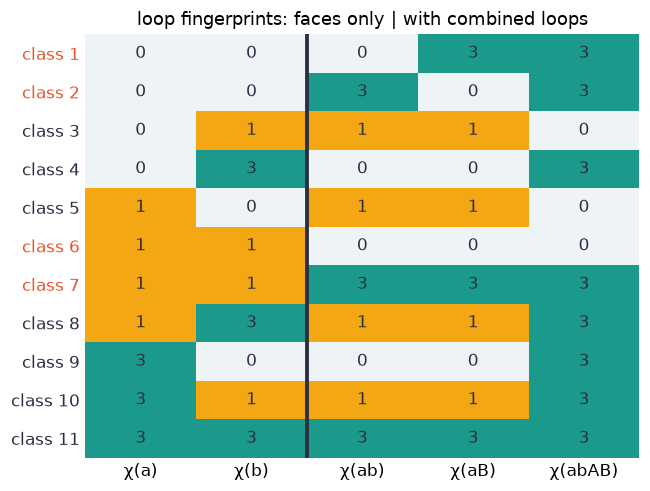 loop fingerprints: faces only | with combined loops
class 1 0 0 0 3 3
class 2 0 0 3 0 3
class 3 0 1 1 1 0
class 4 0 3 0 0 3
class 5 1 0 1 1 0
class 6 1 1 0 0 0
class 7 1 1 3 3 3
class 8 1 3 1 1 3
class 9 3 0 0 0 3
class 10 3 1 1 1 3
class 11 3 3 3 3 3
χ(a) χ(b) χ(ab) χ(aB) χ(abAB)